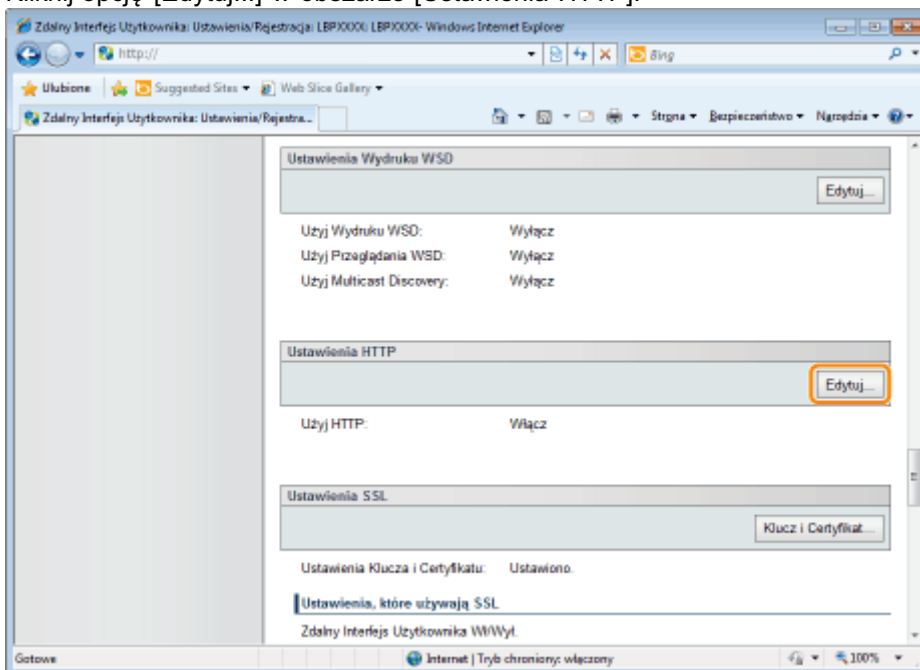 Kliknij opcję [Edytuj...] w obszarze [Ustawienia HTTP].
Zdalny Interfejs Użytkownika: Ustawienia/Rejestracja: LBPXXXX: LBPXXXX- Windows Internet Explorer
http://
Bing
Ulubione Suggested Sites Web Slice Gallery
Zdalny Interfejs Użytkownika: Ustawienia/Rejestra...
Strona Bezpieczeństwo Narzędzia
Ustawienia Wydruku WSD
Edytuj...
Użyj Wydruku WSD: Wyłącz
Użyj Przeglądania WSD: Wyłącz
Użyj Multicast Discovery: Wyłącz
Ustawienia HTTP
Edytuj...
Użyj HTTP: Włącz
Ustawienia SSL
Klucz i Certyfikat...
Ustawienia Klucza i Certyfikatu: Ustawiono.
Ustawienia, które używają SSL
Zdalny Interfejs Użytkownika Wł/Wył.
Gotowe Internet | Tryb chroniony: włączony 100%